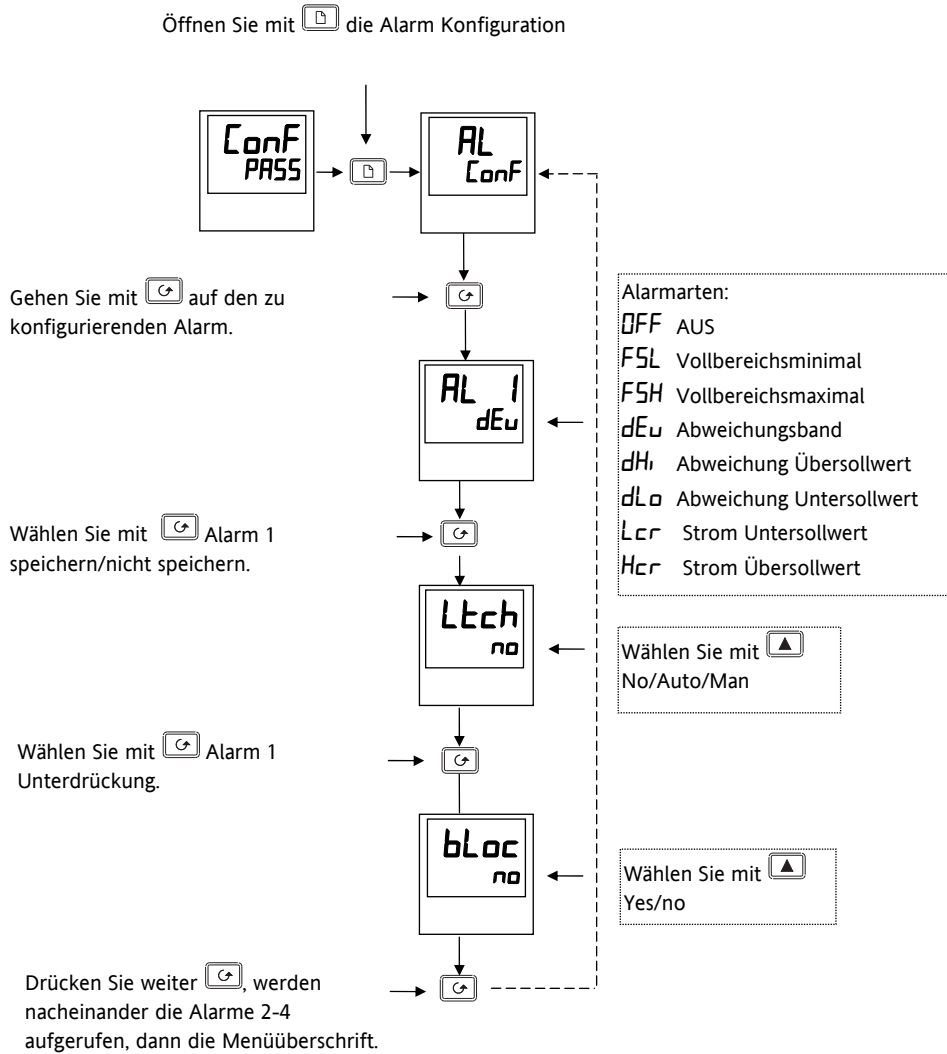 Öffnen Sie mit die Alarm Konfiguration
ConF
PASS
AL
ConF
Gehen Sie mit auf den zu
konfigurierenden Alarm.
AL 1
dEv
Alarmarten:
OFF AUS
FSL Vollbereichsminimal
FSH Vollbereichsmaximal
dEv Abweichungsband
dHi Abweichung Übersollwert
dLo Abweichung Untersollwert
Lcr Strom Untersollwert
Hcr Strom Übersollwert
Wählen Sie mit Alarm 1
speichern/nicht speichern.
Ltch
no
Wählen Sie mit
No/Auto/Man
Wählen Sie mit Alarm 1
Unterdrückung.
bLoc
no
Wählen Sie mit
Yes/no
Drücken Sie weiter , werden
nacheinander die Alarme 2-4
aufgerufen, dann die Menüüberschrift.